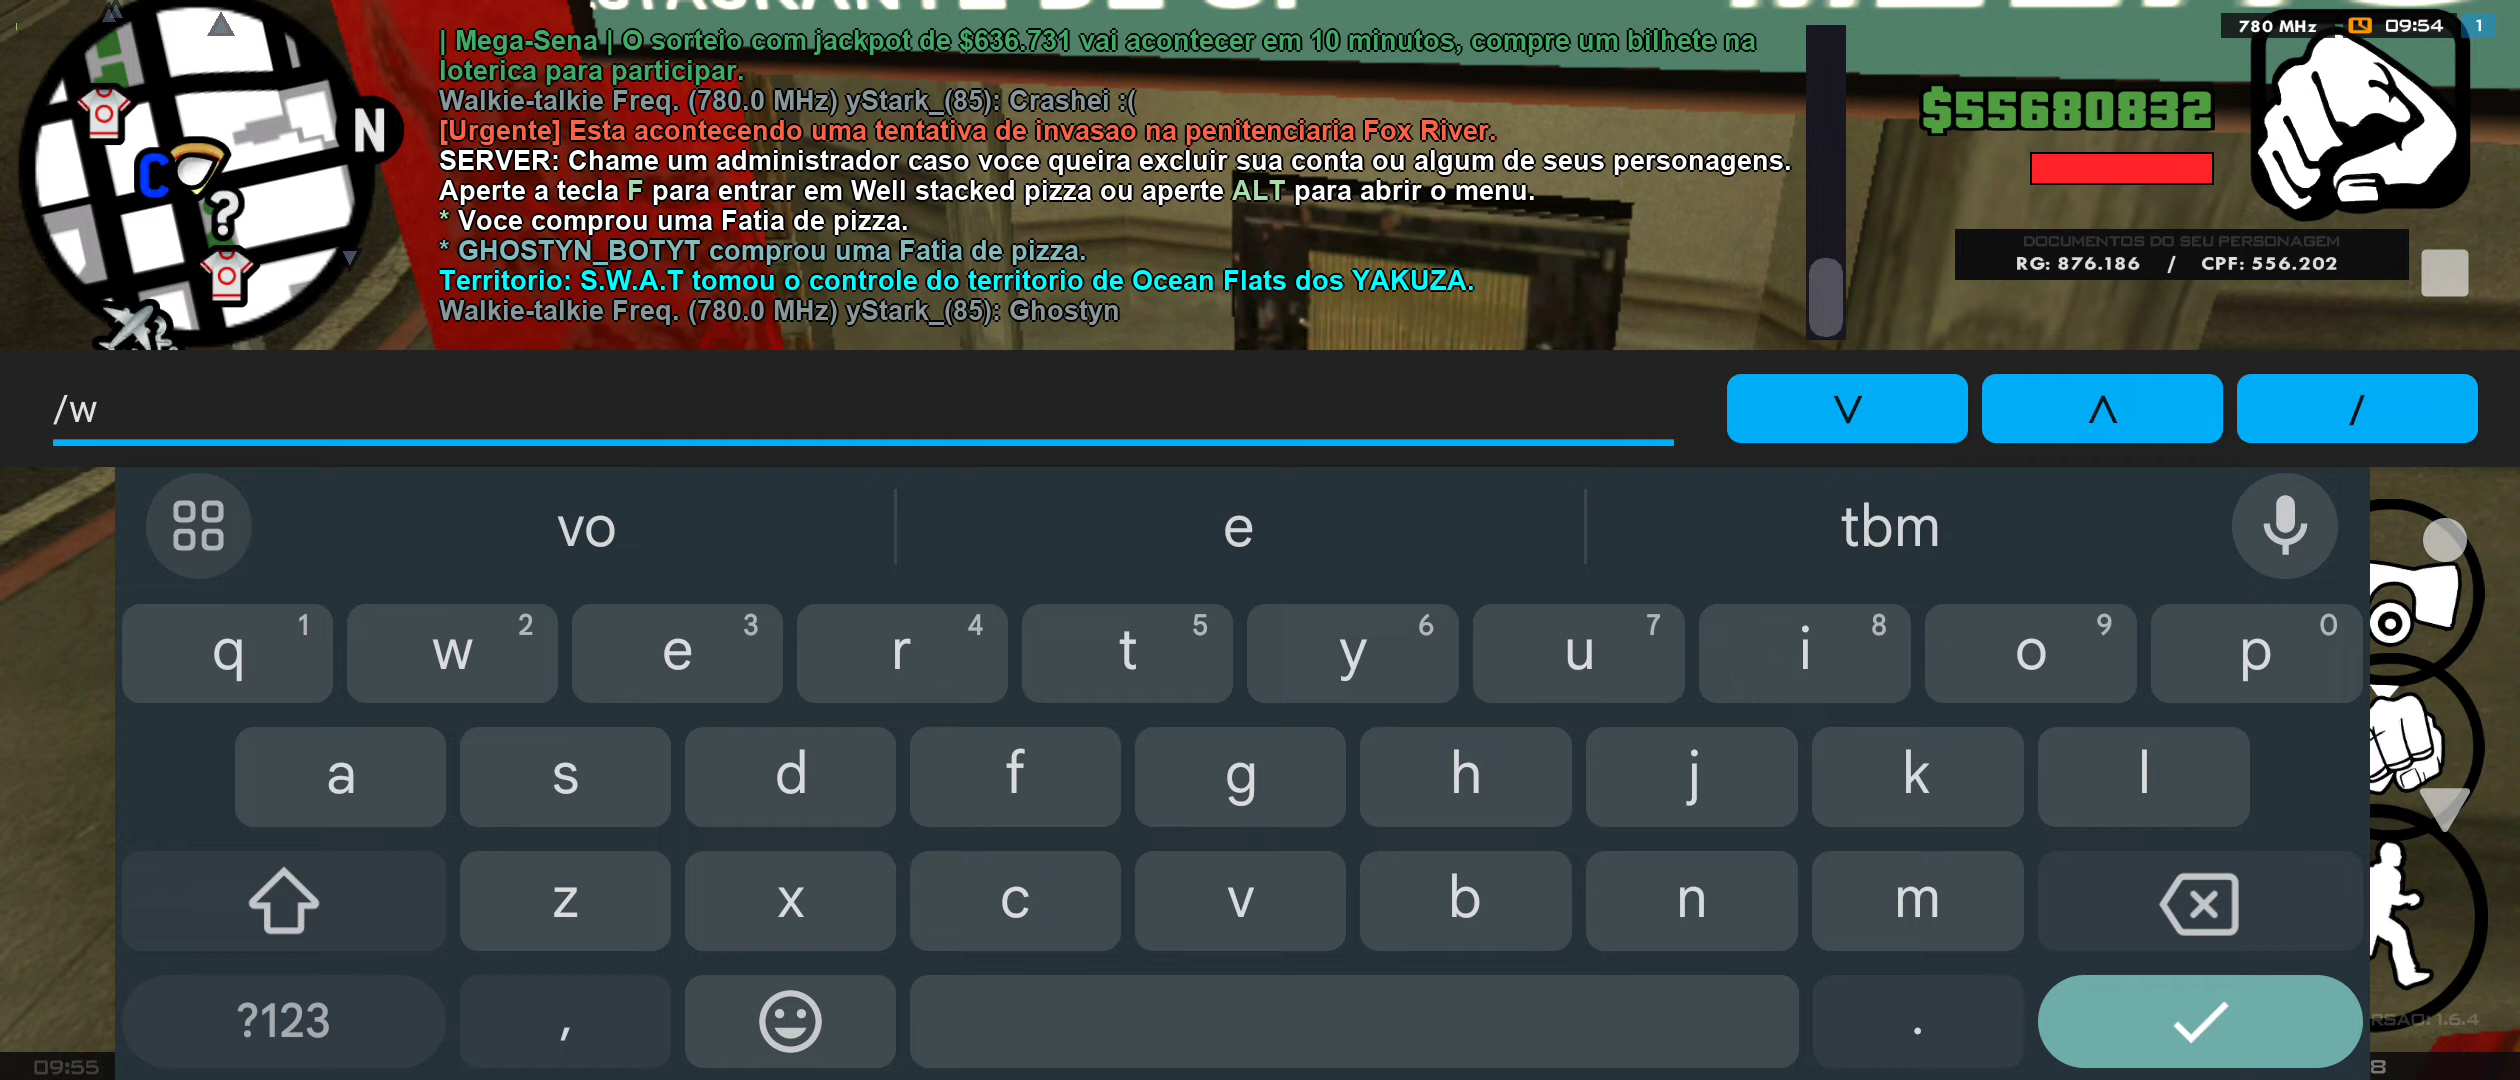 | Mega-Sena | O sorteio com jackpot de $636.731 vai acontecer em 10 minutos, compre um bilhete na
loterica para participar.
Walkie-talkie Freq. (780.0 MHz) yStark_(85): Crashei :(
[Urgente] Esta acontecendo uma tentativa de invasao na penitenciaria Fox River.
SERVER: Chame um administrador caso voce queira excluir sua conta ou algum de seus personagens.
Aperte a tecla F para entrar em Well stacked pizza ou aperte ALT para abrir o menu.
* Voce comprou uma Fatia de pizza.
* GHOSTYN_BOTYT comprou uma Fatia de pizza.
Territorio: S.W.A.T tomou o controle do territorio de Ocean Flats dos YAKUZA.
Walkie-talkie Freq. (780.0 MHz) yStark_(85): Ghostyn
N
C
?
780 MHz
09:54
1
$55680832
DOCUMENTOS DO SEU PERSONAGEM
RG: 876.186 / CPF: 556.202
/w
V
Λ
/
vo
e
tbm
q 1 w 2 e 3 r 4 t 5 y 6 u 7 i 8 o 9 p 0
a s d f g h j k l
z x c v b n m
?123 , .
09:55
RSAO: 1.6.4
8